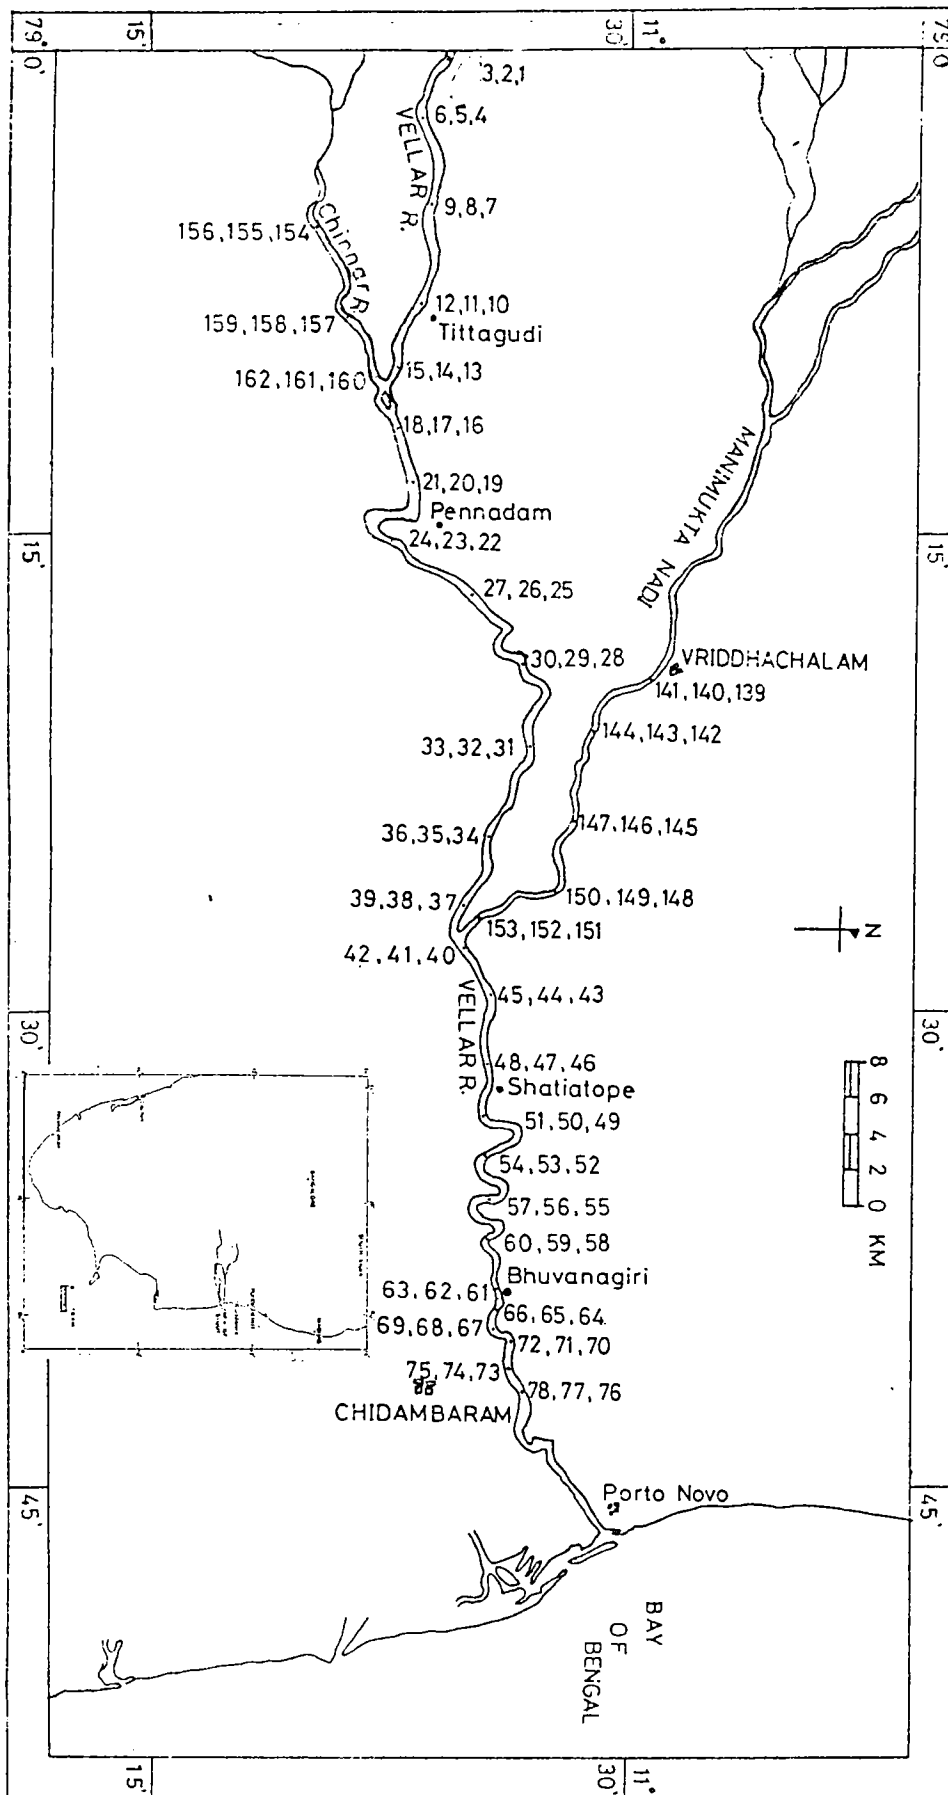 79°0'
15'
30'
11°
3,2,1
6,5,4
VELLAR R.
9,8,7
Chinnar R.
156,155,154
12,11,10
Tittagudi
159,158,157
15,14,13
162,161,160
18,17,16
MANIMUKTA NADI
21,20,19
Pennadam
24,23,22
15'
15'
27,26,25
30,29,28
VRIDDHACHALAM
141,140,139
144,143,142
33,32,31
147,146,145
36,35,34
150,149,148
39,38,37
153,152,151
N
42,41,40
45,44,43
VELLAR R.
30'
30'
48,47,46
Shatiatope
8 6 4 2 0 KM
51,50,49
54,53,52
57,56,55
60,59,58
Bhuvanagiri
63,62,61
66,65,64
69,68,67
72,71,70
75,74,73
78,77,76
CHIDAMBARAM
45'
45'
Porto Novo
BAY
OF
BENGAL
15'
30'
11°